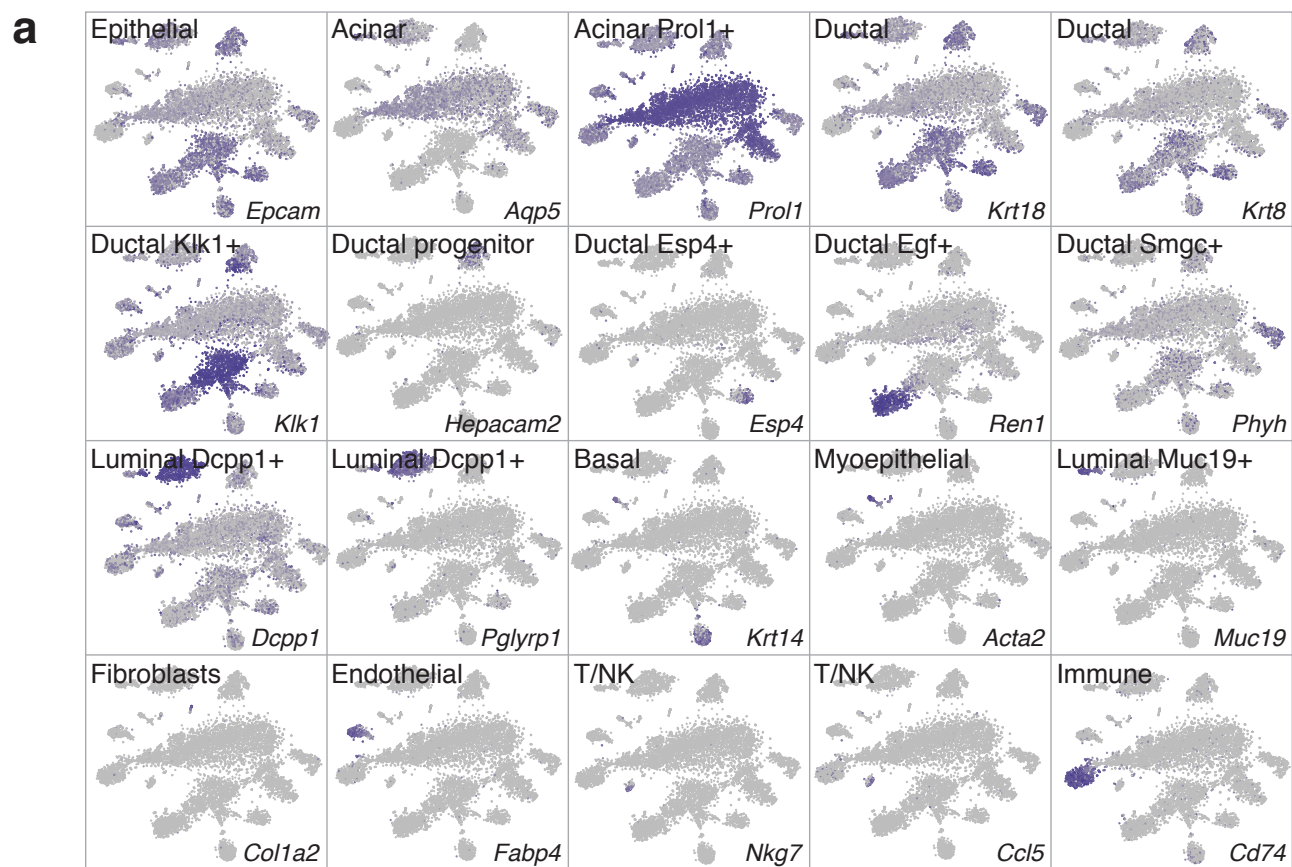 a
Epithelial
Epcam
Acinar
Aqp5
Acinar Prol1+
Prol1
Ductal
Krt18
Ductal
Krt8
Ductal Klk1+
Klk1
Ductal progenitor
Hepacam2
Ductal Esp4+
Esp4
Ductal Egf+
Ren1
Ductal Smgc+
Phyh
Luminal Dcpp1+
Dcpp1
Luminal Dcpp1+
Pglyrp1
Basal
Krt14
Myoepithelial
Acta2
Luminal Muc19+
Muc19
Fibroblasts
Col1a2
Endothelial
Fabp4
T/NK
Nkg7
T/NK
Ccl5
Immune
Cd74